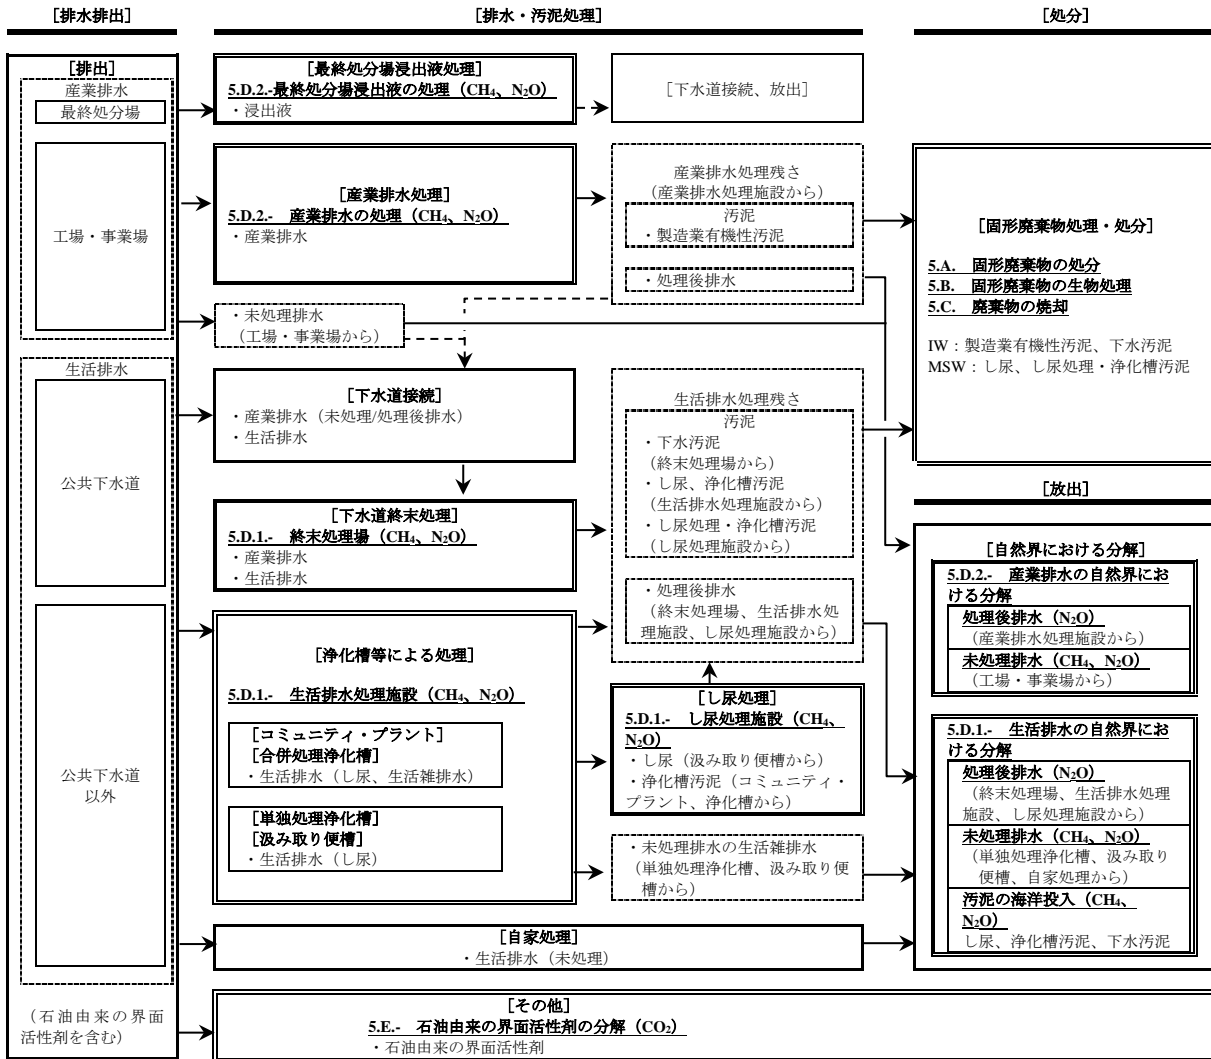 ［排水排出］
［排水・汚泥処理］
［処分］
［排出］
産業排水
最終処分場
工場・事業場
生活排水
公共下水道
公共下水道
以外
（石油由来の界面
活性剤を含む）
［最終処分場浸出液処理］
5.D.2.-最終処分場浸出液の処理（CH₄、N₂O）
・浸出液
［下水道接続、放出］
［産業排水処理］
5.D.2.-　産業排水の処理（CH₄、N₂O）
・産業排水
産業排水処理残さ
（産業排水処理施設から）
汚泥
・製造業有機性汚泥
・処理後排水
・未処理排水
（工場・事業場から）
［下水道接続］
・産業排水（未処理/処理後排水）
・生活排水
［下水道終末処理］
5.D.1.-　終末処理場（CH₄、N₂O）
・産業排水
・生活排水
生活排水処理残さ
汚泥
・下水汚泥
（終末処理場から）
・し尿、浄化槽汚泥
（生活排水処理施設から）
・し尿処理・浄化槽汚泥
（し尿処理施設から）
・処理後排水
（終末処理場、生活排水処
理施設、し尿処理施設から）
［浄化槽等による処理］
5.D.1.-　生活排水処理施設（CH₄、N₂O）
［コミュニティ・プラント］
［合併処理浄化槽］
・生活排水（し尿、生活雑排水）
［単独処理浄化槽］
［汲み取り便槽］
・生活排水（し尿）
［し尿処理］
5.D.1.-　し尿処理施設（CH₄、
N₂O）
・し尿（汲み取り便槽から）
・浄化槽汚泥（コミュニティ・
プラント、浄化槽から）
・未処理排水の生活雑排水
（単独処理浄化槽、汲み取り便
槽から）
［自家処理］
・生活排水（未処理）
［その他］
5.E.-　石油由来の界面活性剤の分解（CO₂）
・石油由来の界面活性剤
［固形廃棄物処理・処分］
5.A.　固形廃棄物の処分
5.B.　固形廃棄物の生物処理
5.C.　廃棄物の焼却
IW：製造業有機性汚泥、下水汚泥
MSW：し尿、し尿処理・浄化槽汚泥
［放出］
［自然界における分解］
5.D.2.-　産業排水の自然界にお
ける分解
処理後排水（N₂O）
（産業排水処理施設から）
未処理排水（CH₄、N₂O）
（工場・事業場から）
5.D.1.-　生活排水の自然界にお
ける分解
処理後排水（N₂O）
（終末処理場、生活排水処理
施設、し尿処理施設から）
未処理排水（CH₄、N₂O）
（単独処理浄化槽、汲み取り
便槽、自家処理から）
汚泥の海洋投入（CH₄、
N₂O）
し尿、浄化槽汚泥、下水汚泥